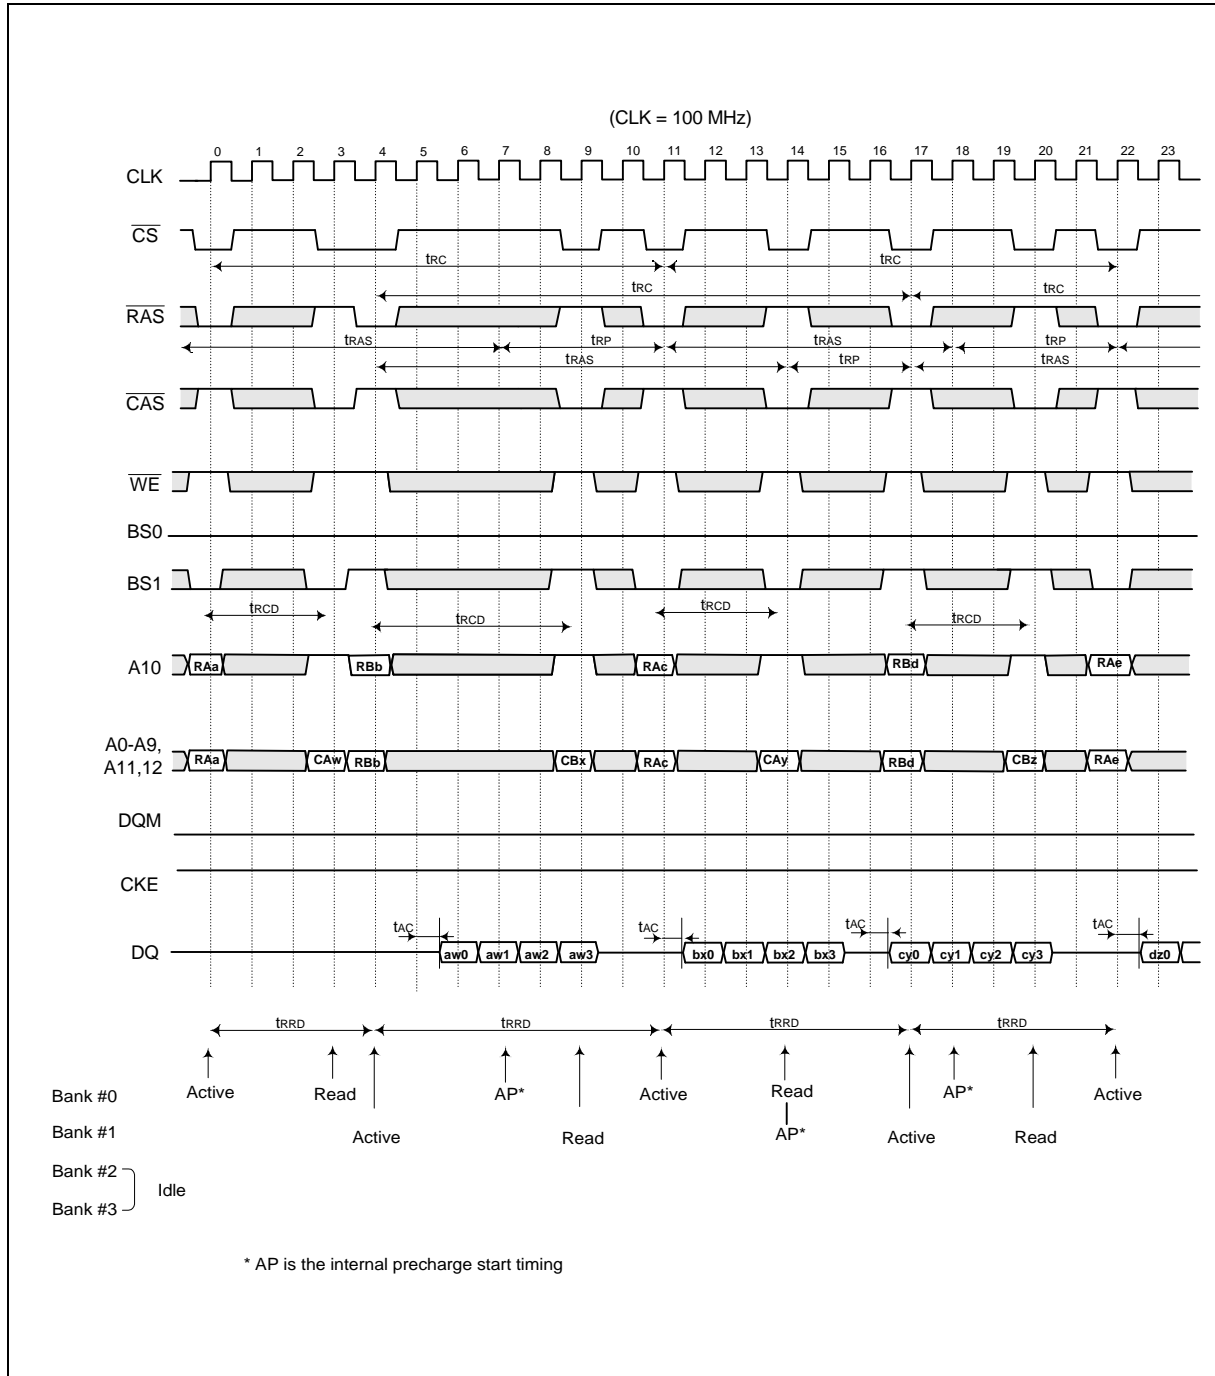 (CLK = 100 MHz)
0 1 2 3 4 5 6 7 8 9 10 11 12 13 14 15 16 17 18 19 20 21 22 23
CLK
CS
tRC tRC
tRC tRC
RAS
tRAS tRP tRAS tRP
tRAS tRP tRAS
CAS
WE
BS0
BS1
tRCD tRCD tRCD tRCD
A10 RAa RBb RAc RBd RAe
A0-A9,
A11,12
RAa CAw RBb CBx RAc CAy RBd CBz RAe
DQM
CKE
tAC tAC tAC tAC
DQ aw0 aw1 aw2 aw3 bx0 bx1 bx2 bx3 cy0 cy1 cy2 cy3 dz0
tRRD tRRD tRRD tRRD
Bank #0 Active Read AP* Active Read AP* Active
Bank #1 Active Read AP* Active Read
Bank #2
Idle
Bank #3
* AP is the internal precharge start timing